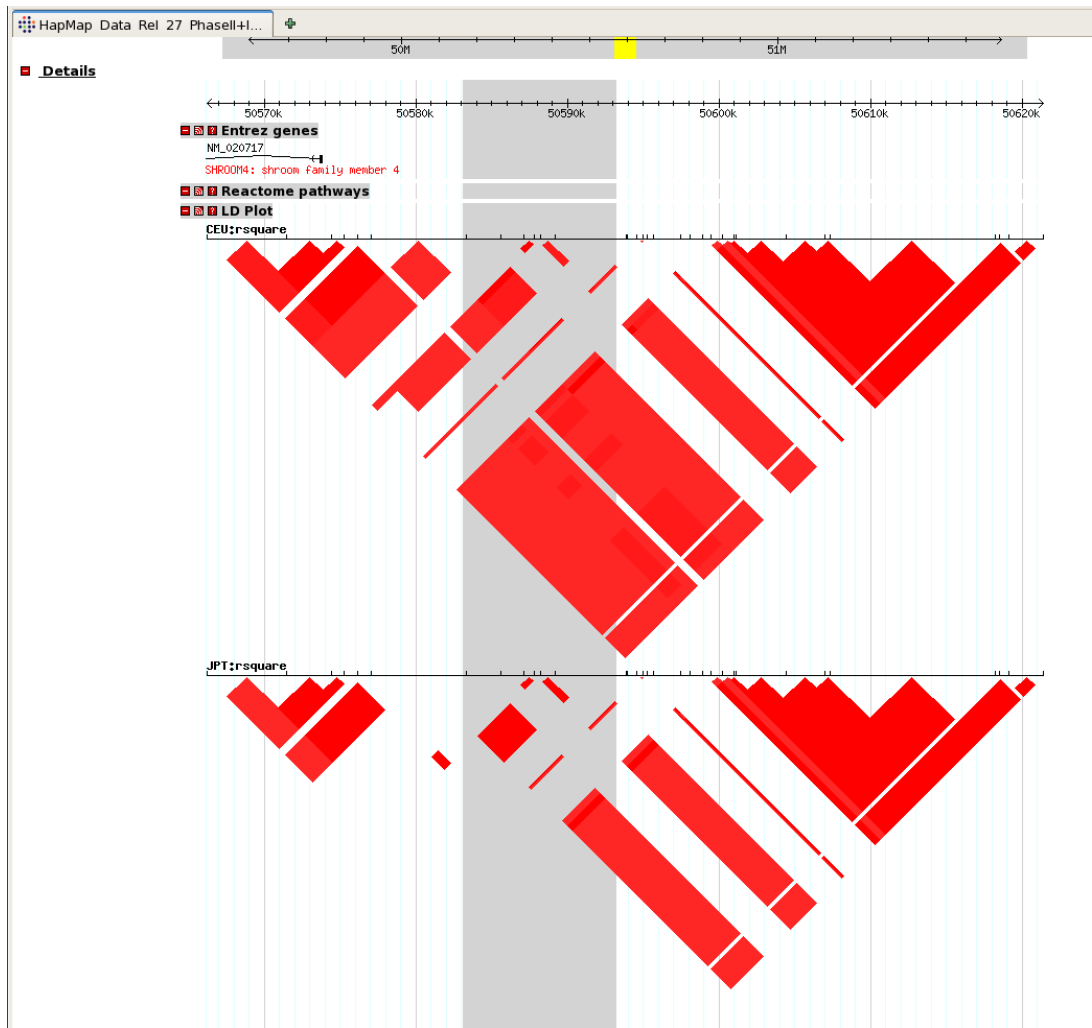 HapMap Data Rel 27 PhaseII+I...
50M 51M
Details
50570k 50580k 50590k 50600k 50610k 50620k
Entrez genes
NM_020717
SHROOM4: shroom family member 4
Reactome pathways
LD Plot
CEU:rsquare
JPT:rsquare